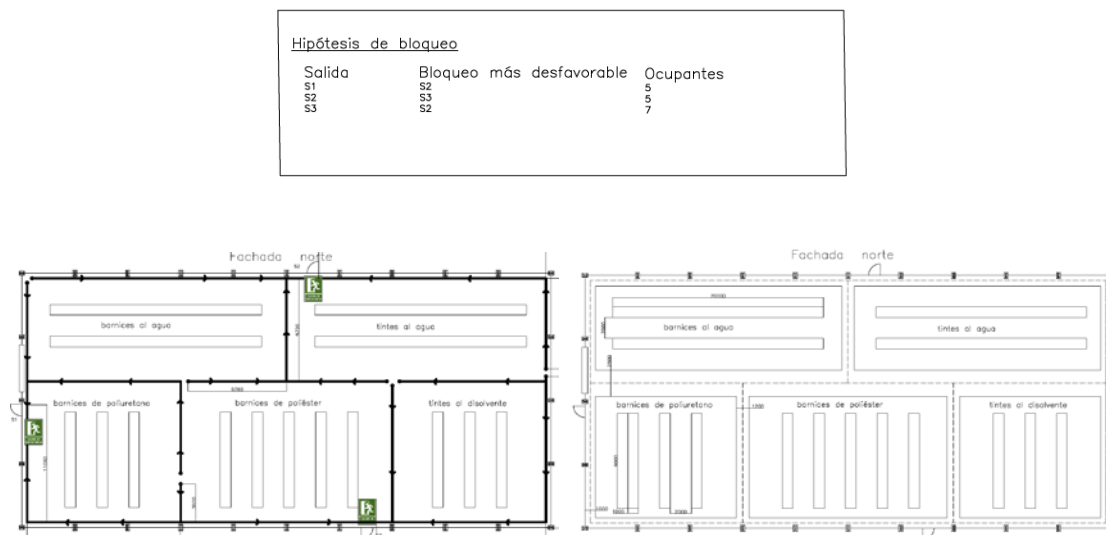 Hipótesis de bloqueo
Salida Bloqueo más desfavorable Ocupantes
S1 S2 5
S2 S3 5
S3 S2 7
Fachada norte
Fachada norte
barnices al agua
tintes al agua
barnices al agua
tintes al agua
barnices de poliuretano
barnices de poliéster
tintes al disolvente
barnices de poliuretano
barnices de poliéster
tintes al disolvente